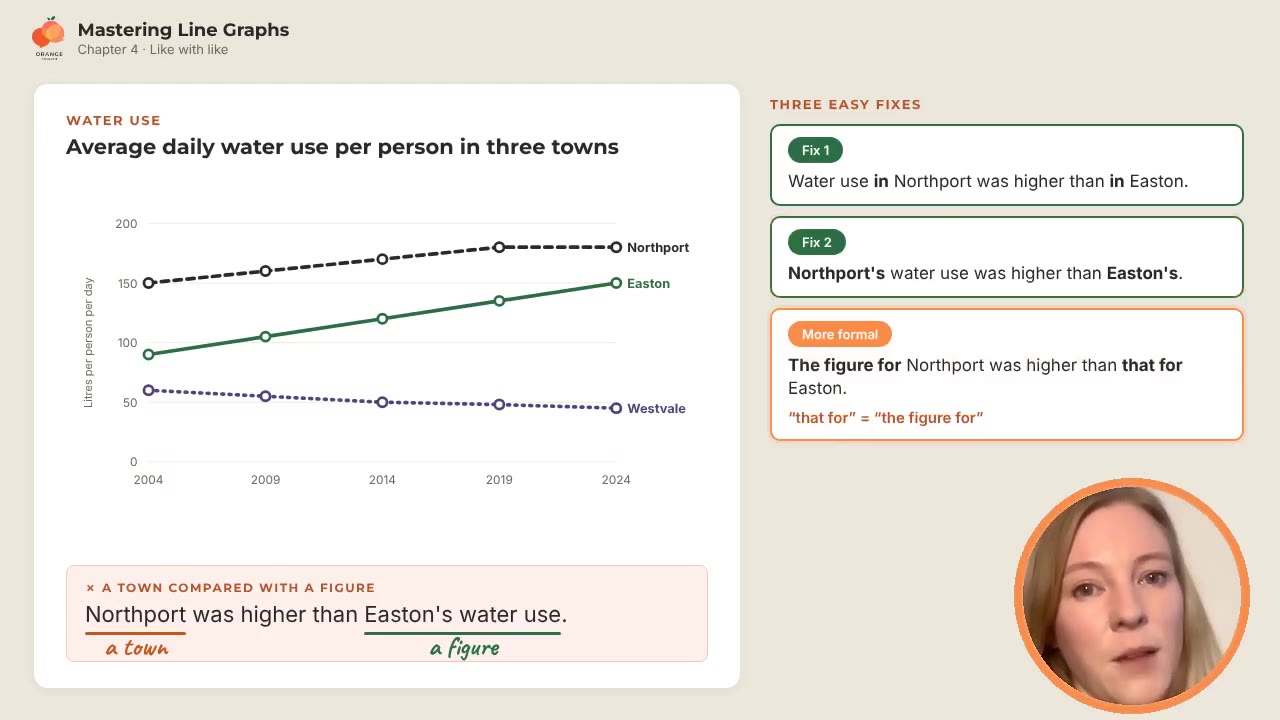 ORANGE
Mastering Line Graphs
Chapter 4 · Like with like
WATER USE
Average daily water use per person in three towns
Litres per person per day
200
150
100
50
0
2004
2009
2014
2019
2024
Northport
Easton
Westvale
× A TOWN COMPARED WITH A FIGURE
Northport was higher than Easton's water use.
a town
a figure
THREE EASY FIXES
Fix 1
Water use in Northport was higher than in Easton.
Fix 2
Northport's water use was higher than Easton's.
More formal
The figure for Northport was higher than that for
Easton.
“that for” = “the figure for”